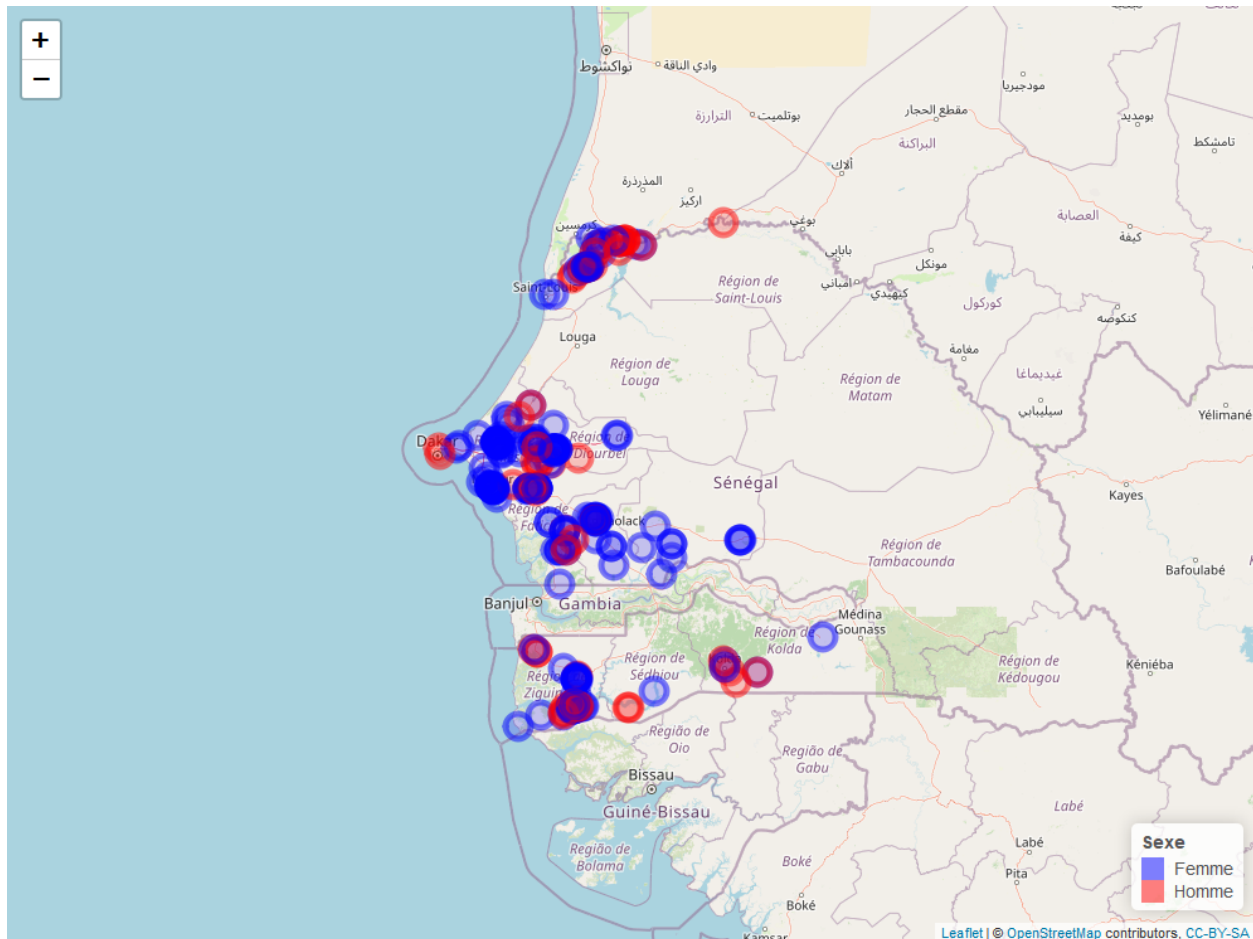 +
−
نواكشوط
وادي الناقة
مودجيريا
الترارزة
بوتلميت
مقطع الحجار
بومديد
البراكنة
تامشكط
ألاك
المذرذرة
اركيز
العصابة
كرمسين
بوغي
كيفة
بابابي
مونكل
Région de
Saint-Louis
امباني
كيهيدي
كوركول
كنكوصه
Louga
مغامة
Région de
Louga
Région de
Matam
غيديماغا
سيليبابي
Yélimané
Sénégal
Kayes
Région de
Tambacounda
Bafoulabé
Banjul
Gambia
Médina
Gounass
Région de
Kolda
Région de
Sédhiou
Région de
Kédougou
Kéniéba
Região de
Oio
Região de
Gabu
Bissau
Guiné-Bissau
Labé
Região de
Bolama
Boké
Labé
Pita
Boké
Kamsar
Sexe
Femme
Homme
Leaflet | © OpenStreetMap contributors, CC-BY-SA